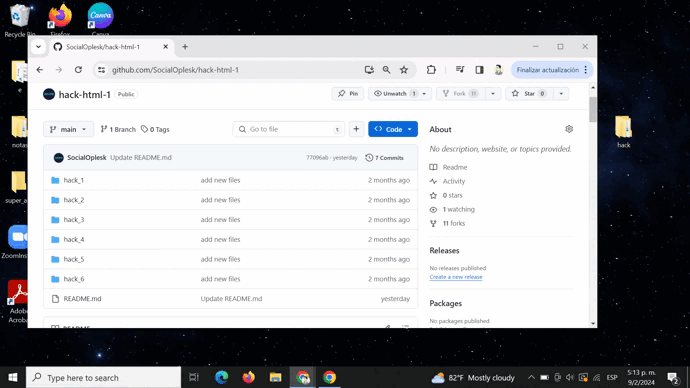 Recycle Bin
Firefox
Canva
SocialOplesk/hack-html-1
github.com/SocialOplesk/hack-html-1
Finalizar actualización
hack-html-1
Public
Pin
Unwatch 1
Fork 11
Star 0
main
1 Branch
0 Tags
Go to file
t
Code
About
No description, website, or topics provided.
SocialOplesk
Update README.md
77096ab · yesterday
7 Commits
hack_1
add new files
2 months ago
hack_2
add new files
2 months ago
hack_3
add new files
2 months ago
hack_4
add new files
2 months ago
hack_5
add new files
2 months ago
hack_6
add new files
2 months ago
README.md
Update README.md
yesterday
Readme
Activity
0 stars
1 watching
11 forks
Releases
No releases published
Create a new release
Packages
No packages published
README
notas
super_a
ZoomIns
Adobe
Acroba
hack
Type here to search
82°F Mostly cloudy
ESP
5:13 p. m.
9/2/2024
2